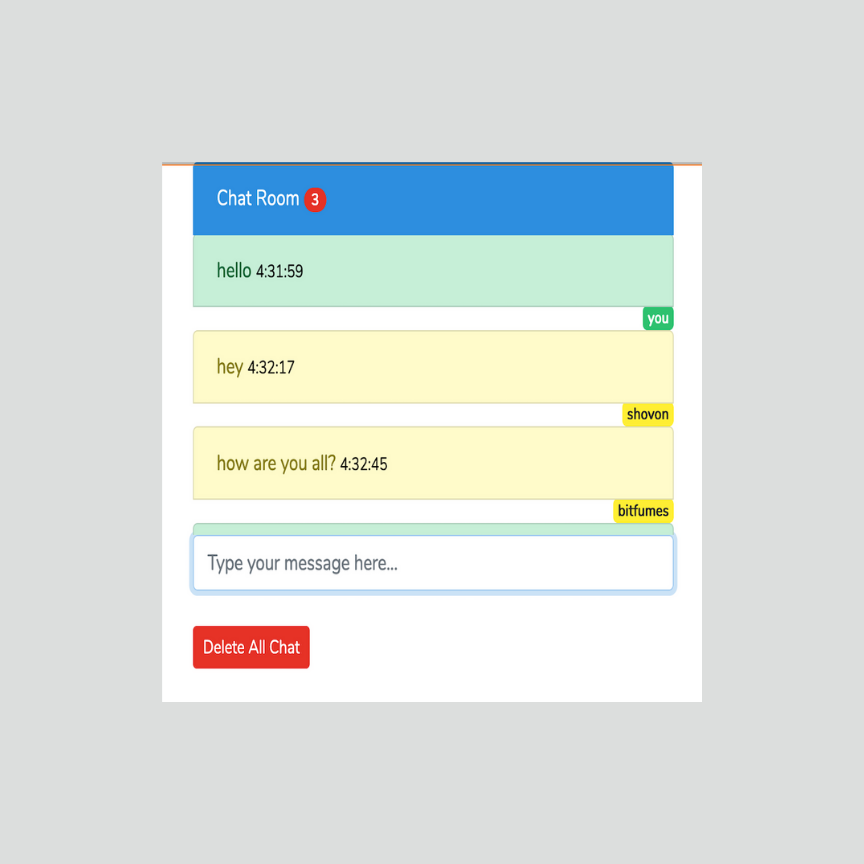 Chat Room 3
hello 4:31:59
you
hey 4:32:17
shovon
how are you all? 4:32:45
bitfumes
Type your message here...
Delete All Chat